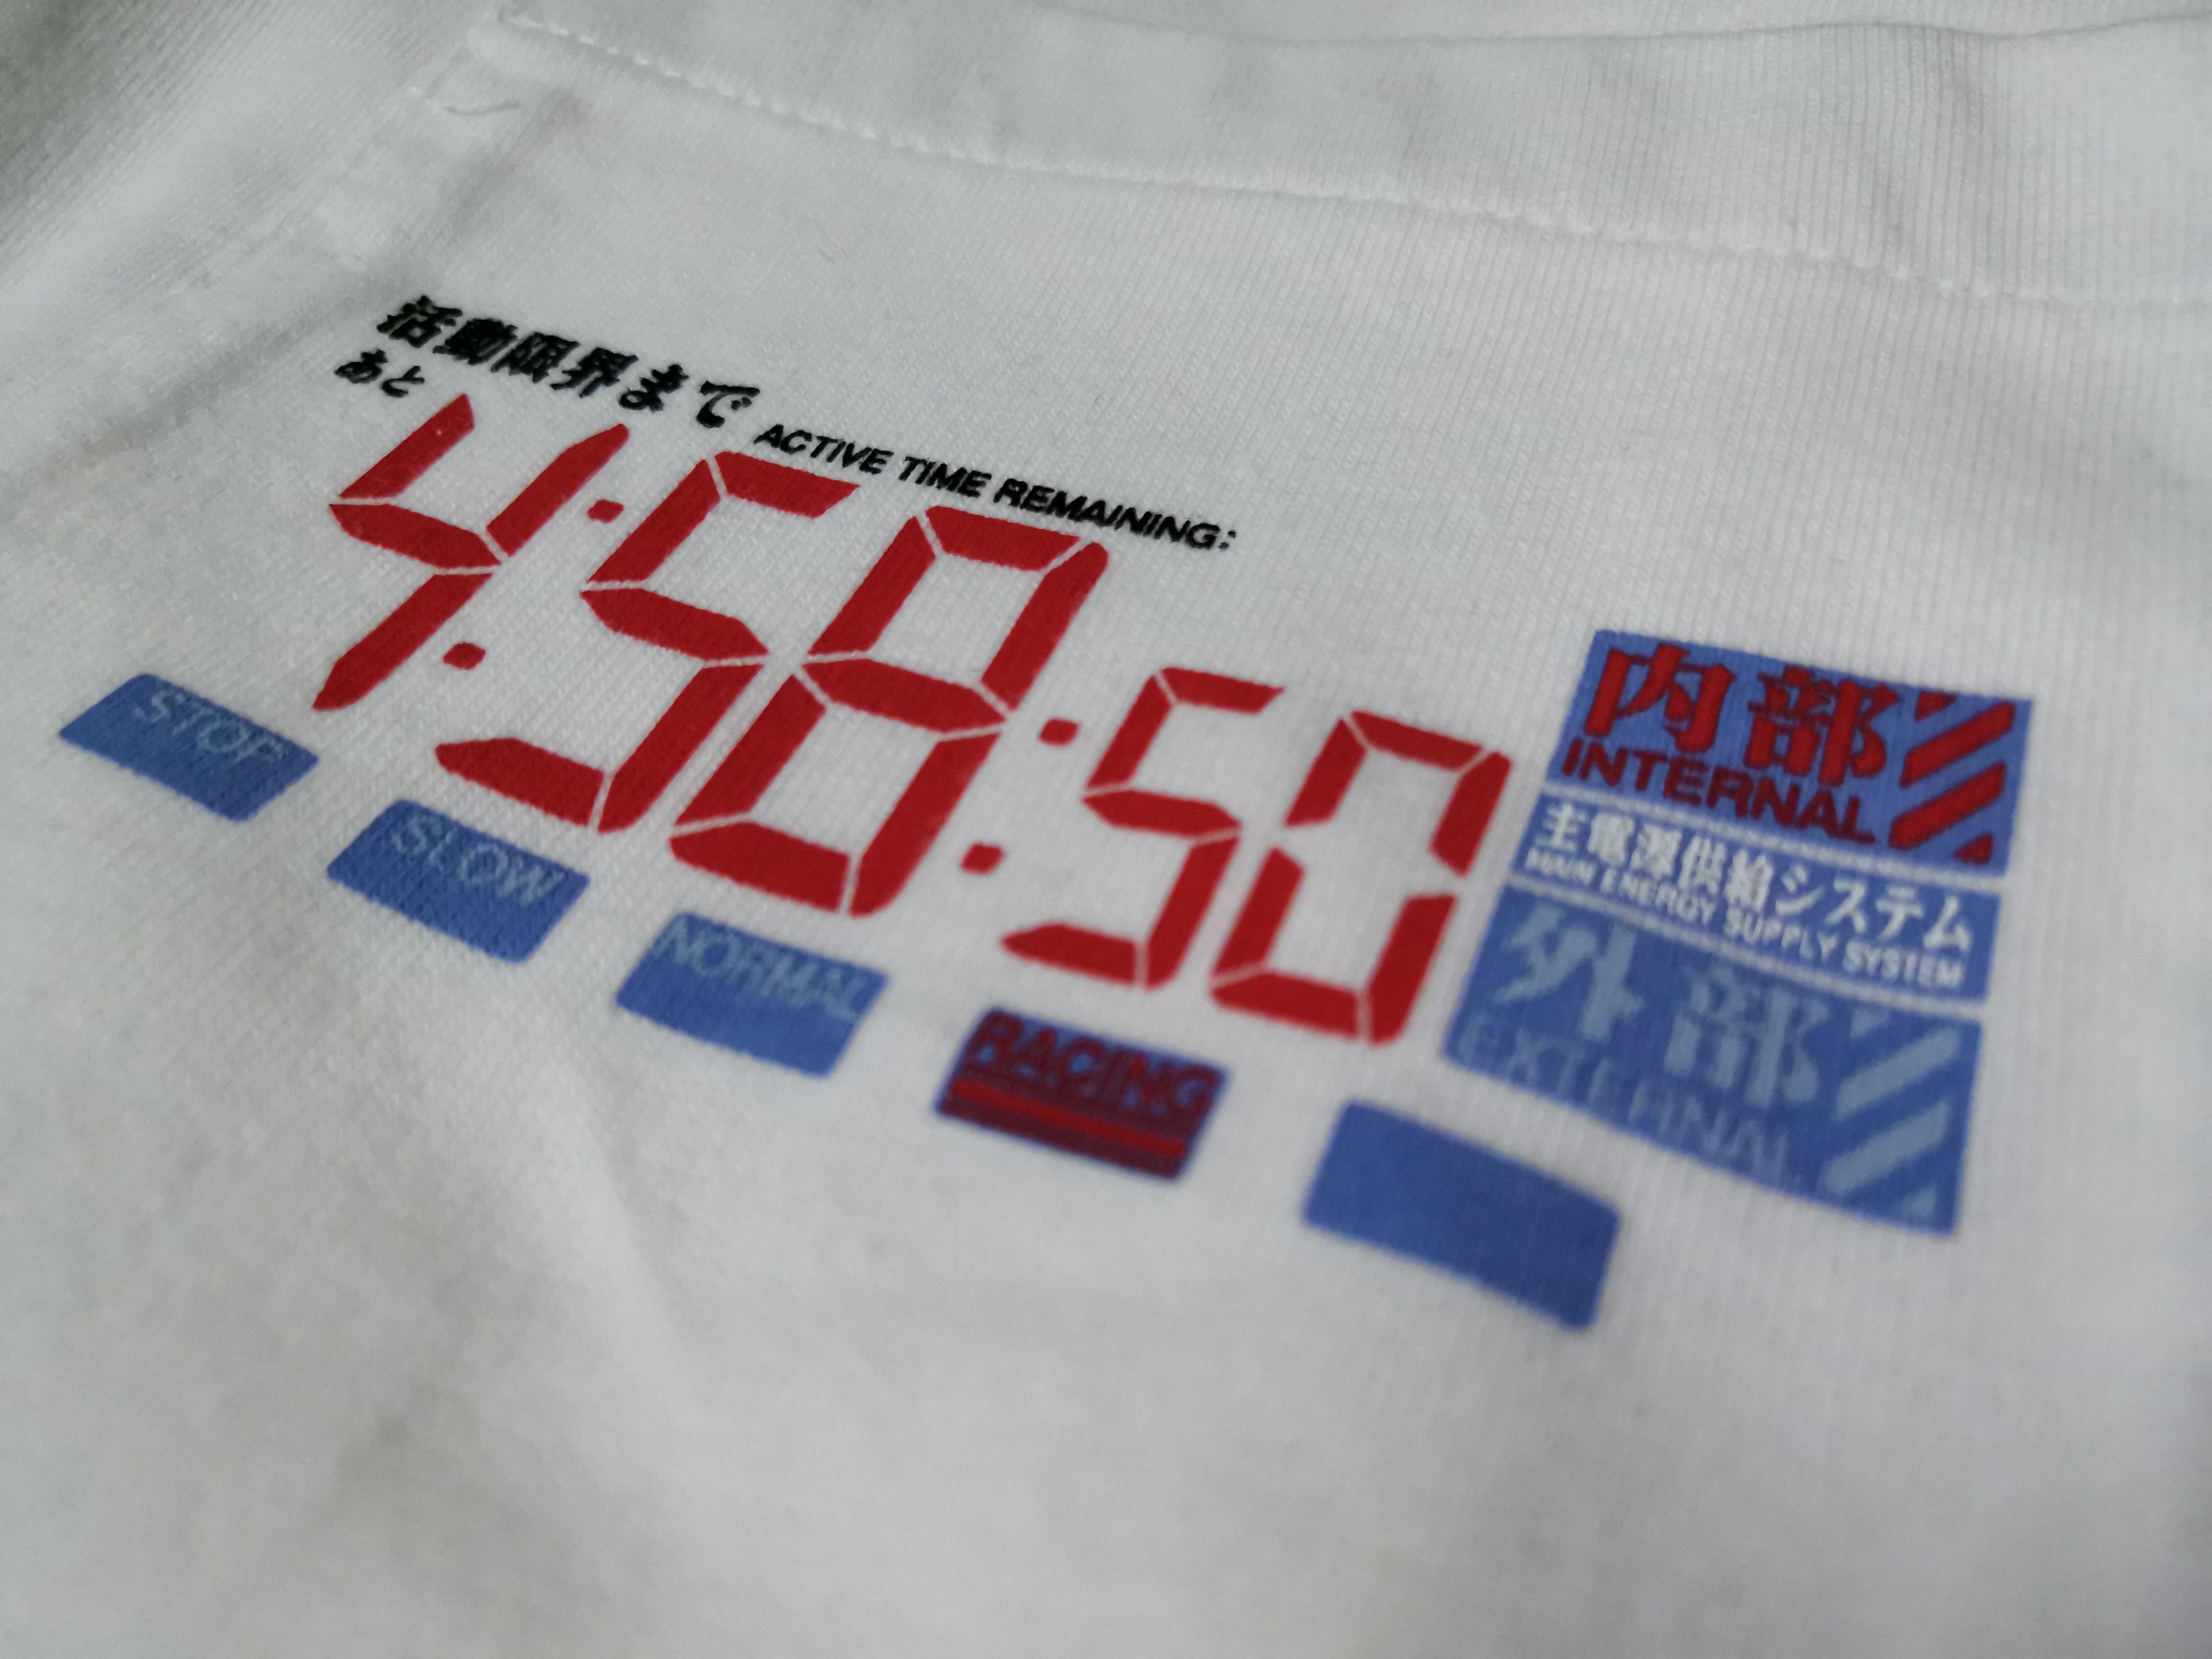 活動限界まで
あと
ACTIVE TIME REMAINING:
4:58:50
STOP
SLOW
NORMAL
RACING
内部
INTERNAL
主電源供給システム
MAIN ENERGY SUPPLY SYSTEM
外部
EXTERNAL